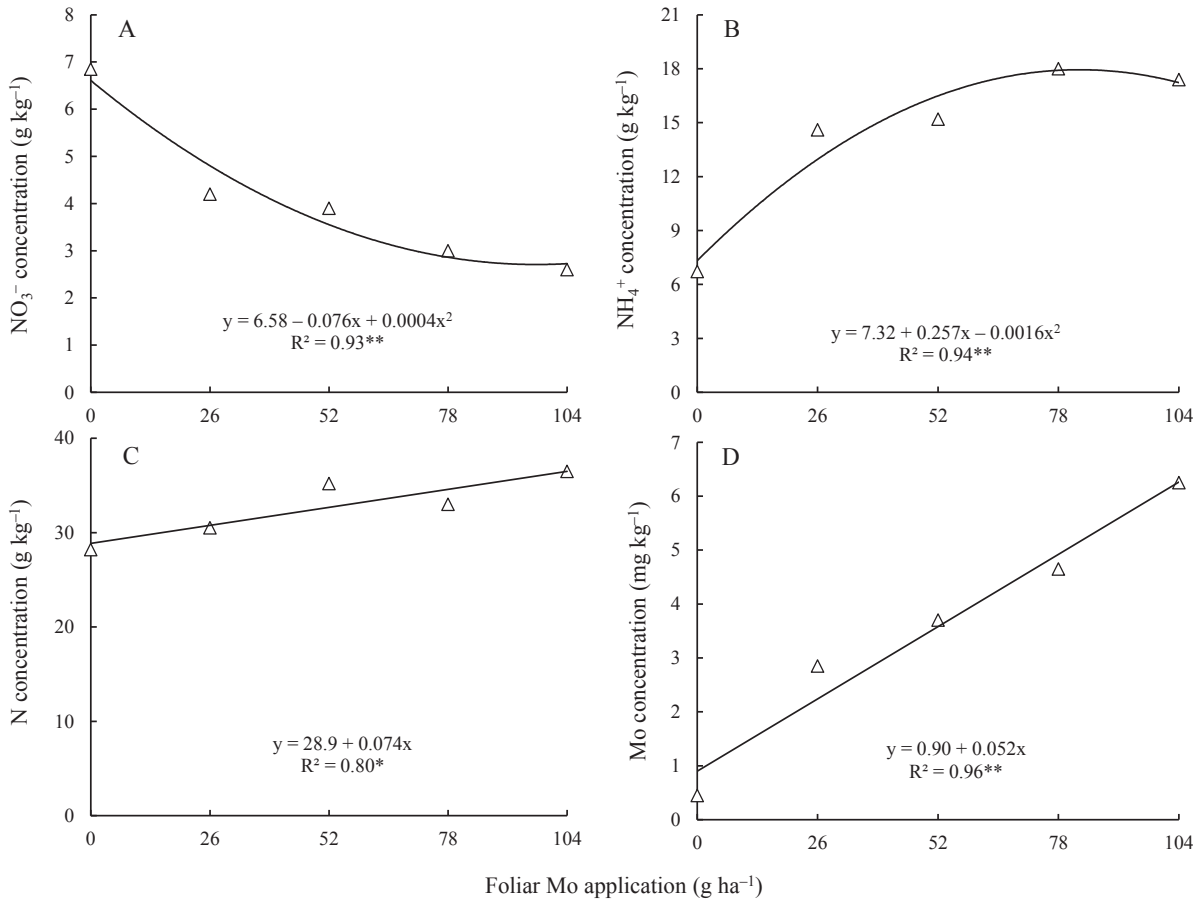 A
NO₃⁻ concentration (g kg⁻¹)
8
7
6
5
4
3
2
1
0
y = 6.58 – 0.076x + 0.0004x²
R² = 0.93**
0 26 52 78 104
B
NH₄⁺ concentration (g kg⁻¹)
21
18
15
12
9
6
3
0
y = 7.32 + 0.257x – 0.0016x²
R² = 0.94**
0 26 52 78 104
C
N concentration (g kg⁻¹)
40
30
20
10
0
y = 28.9 + 0.074x
R² = 0.80*
0 26 52 78 104
D
Mo concentration (mg kg⁻¹)
7
6
5
4
3
2
1
0
y = 0.90 + 0.052x
R² = 0.96**
0 26 52 78 104
Foliar Mo application (g ha⁻¹)